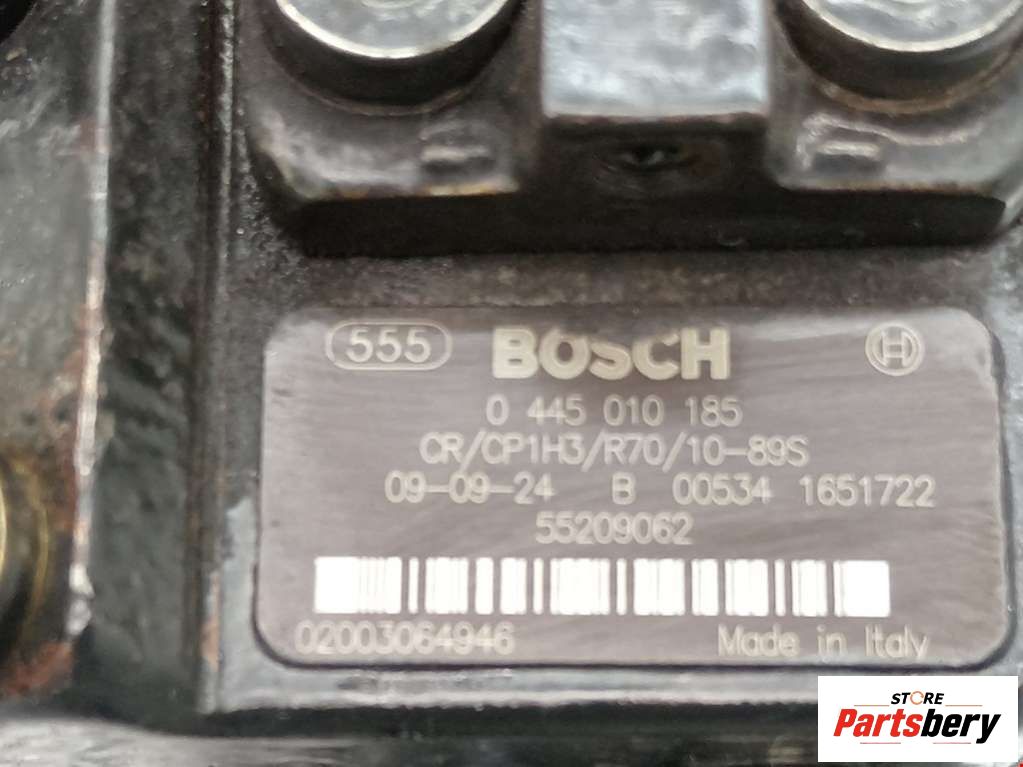 555 BOSCH H
0 445 010 185
CR/CP1H3/R70/10-89S
09-09-24 B 00534 1651722
55209062
02003064946 Made in Italy
STORE
Partsbery